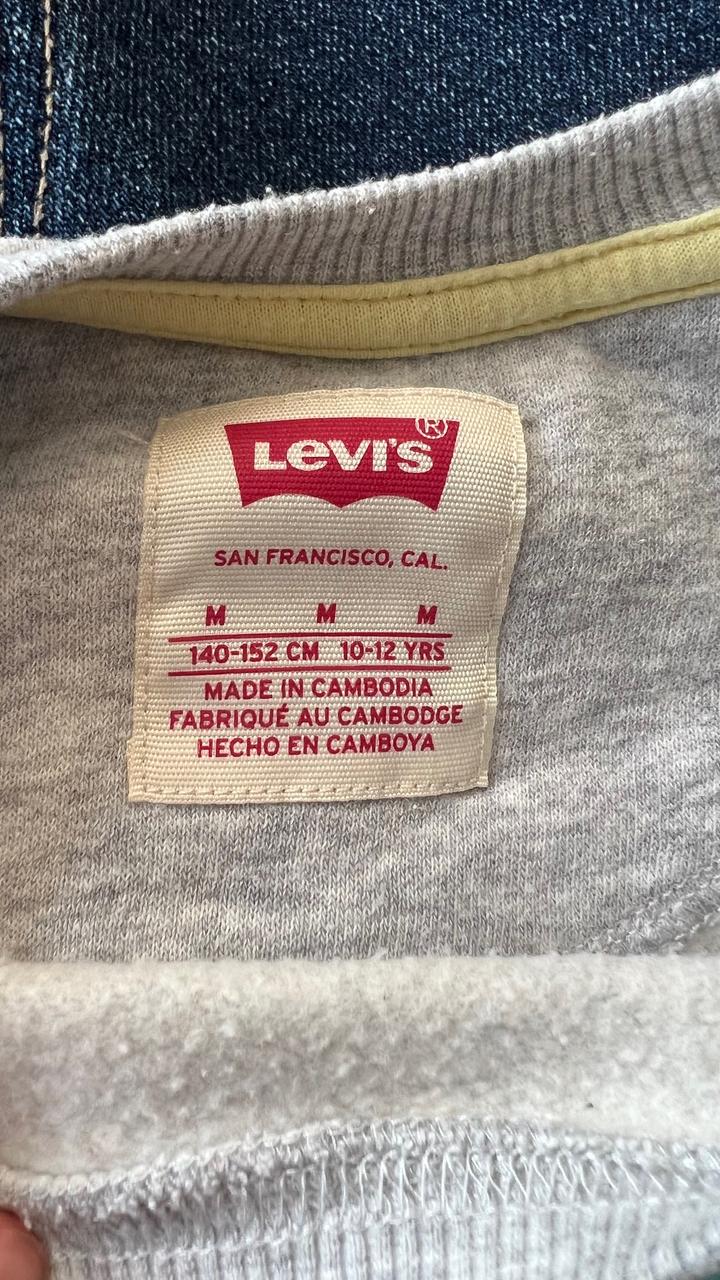 LEVI'S®
SAN FRANCISCO, CAL.
M M M
140-152 CM 10-12 YRS
MADE IN CAMBODIA
FABRIQUÉ AU CAMBODGE
HECHO EN CAMBOYA